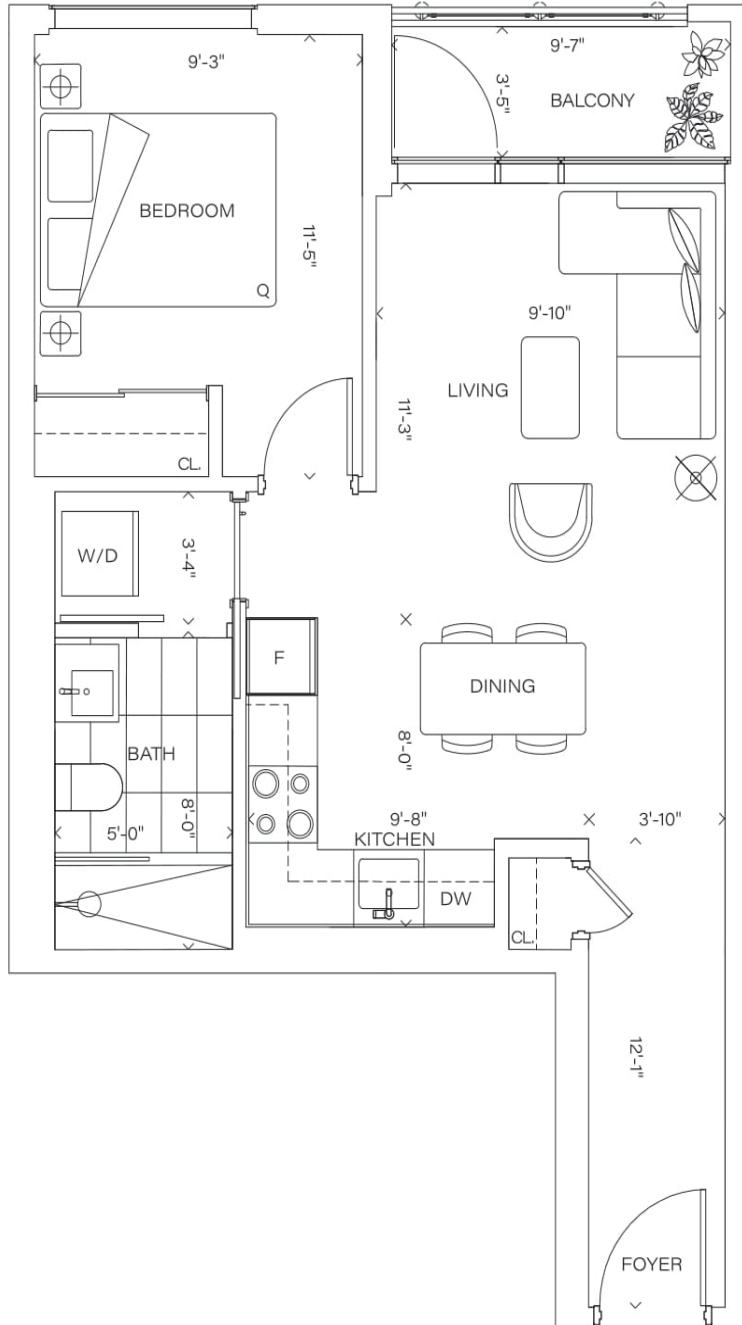 9'-3"
9'-7"
3'-5"
BALCONY
BEDROOM
11'-5"
Q
9'-10"
LIVING
11'-3"
CL.
W/D
3'-4"
F
DINING
BATH
8'-0"
8'-0"
5'-0"
9'-8"
3'-10"
KITCHEN
DW
CL.
12'-1"
FOYER